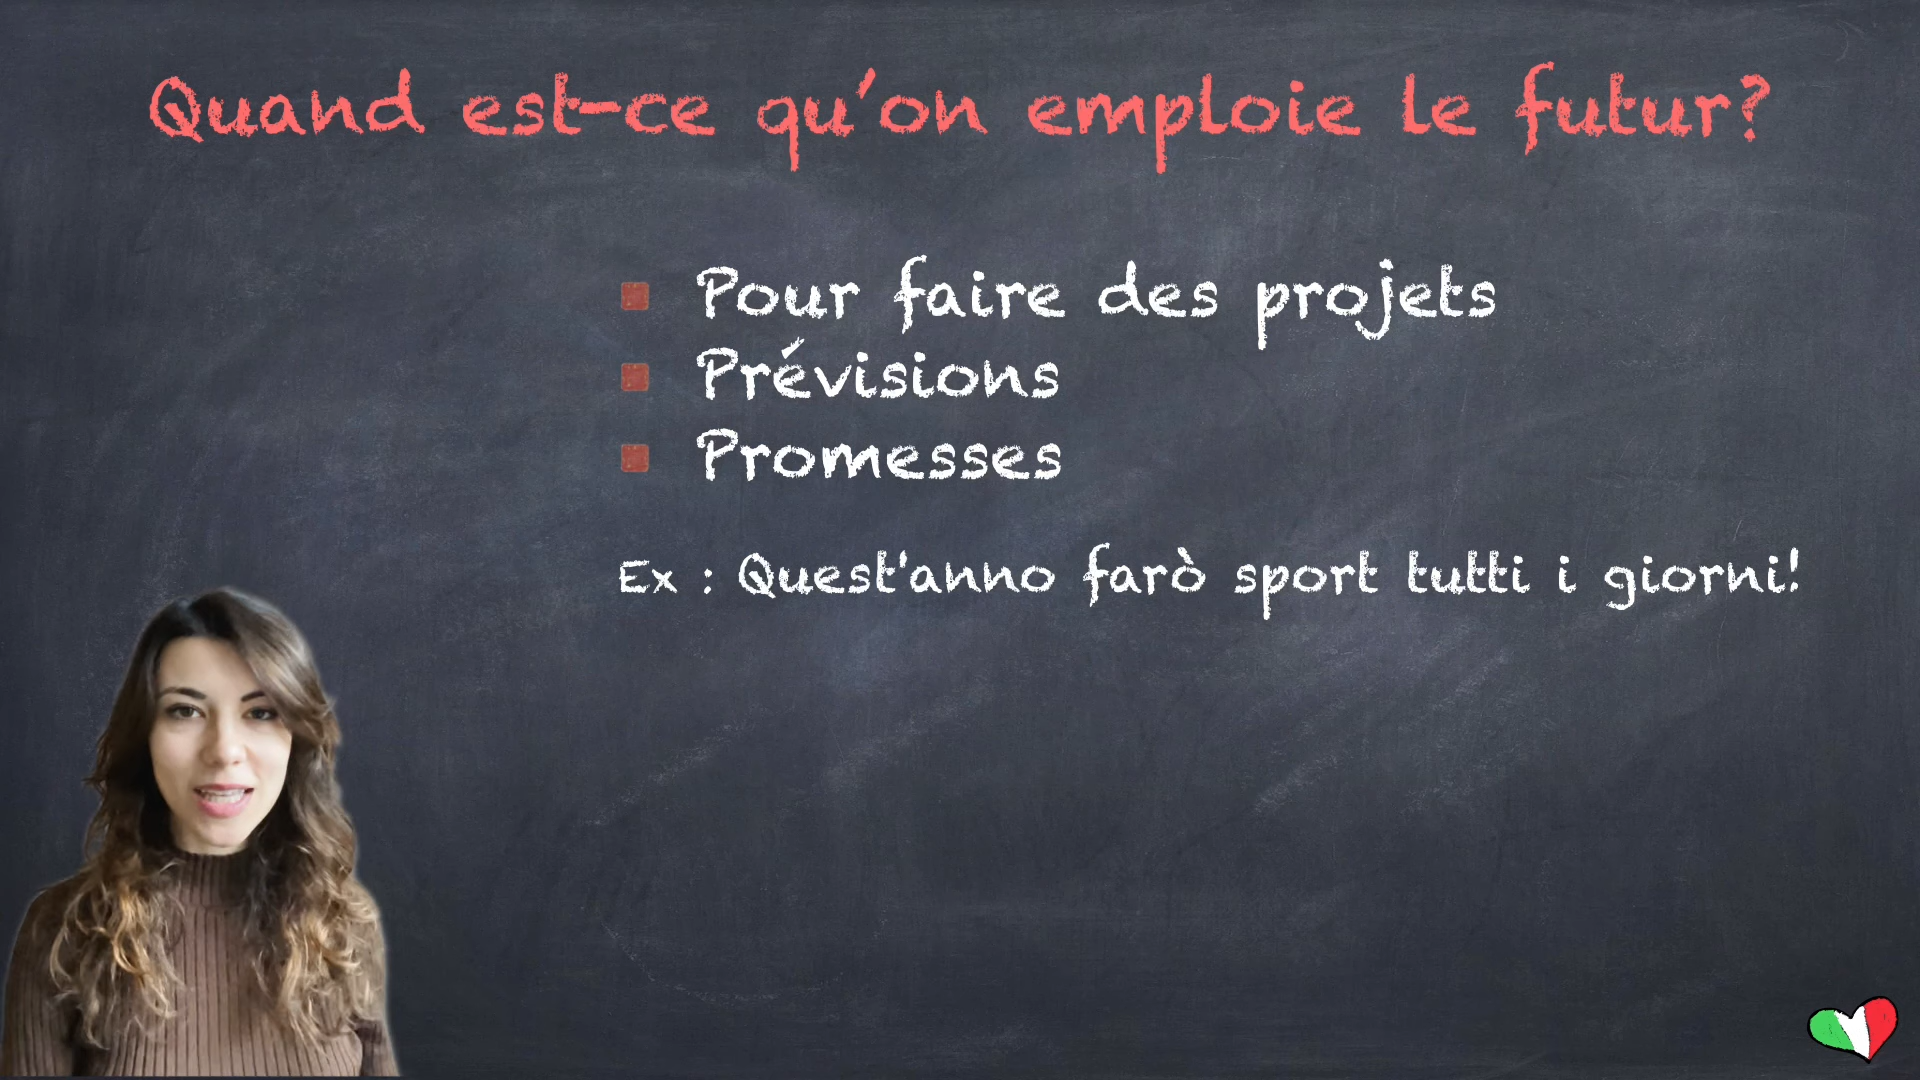 Quand est-ce qu'on emploie le futur?
Pour faire des projets
Prévisions
Promesses
Ex : Quest'anno farò sport tutti i giorni!